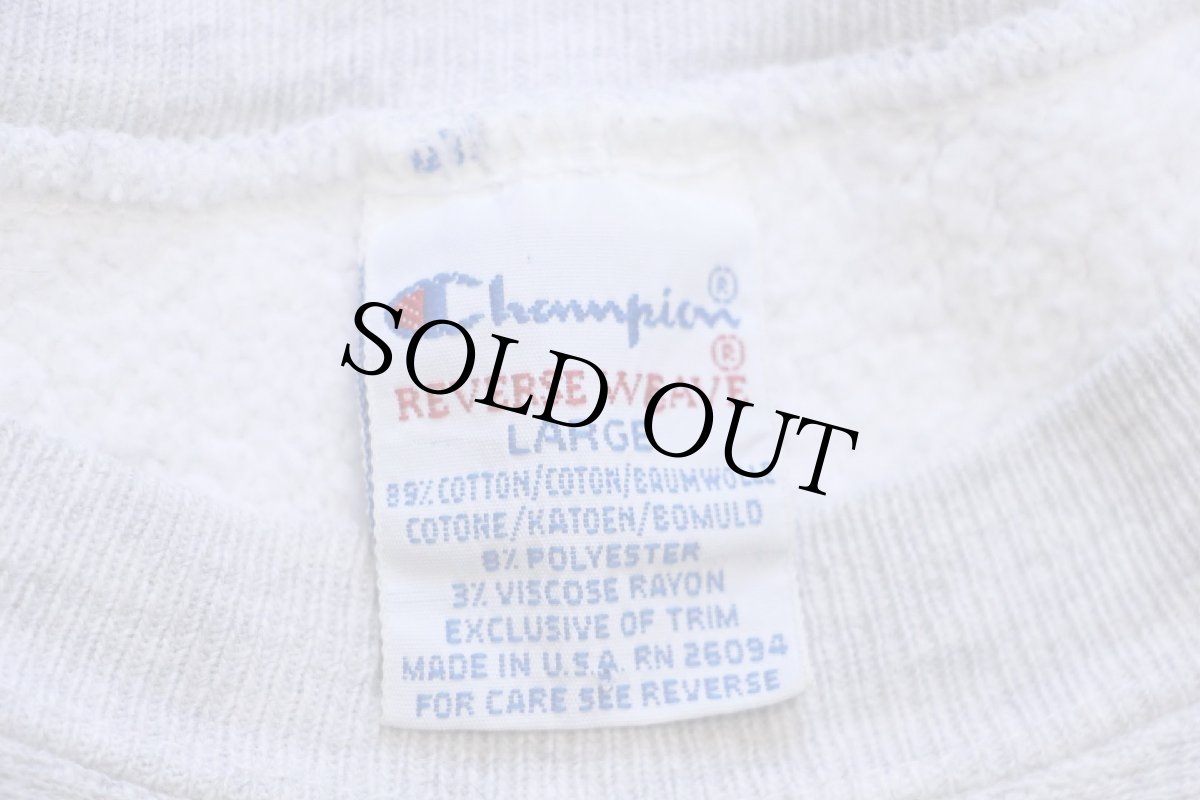 Champion®
REVERSE WEAVE®
LARGE
89% COTTON/COTON/BAUMWOLLE
COTONE/KATOEN/BOMULD
8% POLYESTER
3% VISCOSE RAYON
EXCLUSIVE OF TRIM
MADE IN U.S.A. RN 26094
FOR CARE SEE REVERSE
SOLD OUT